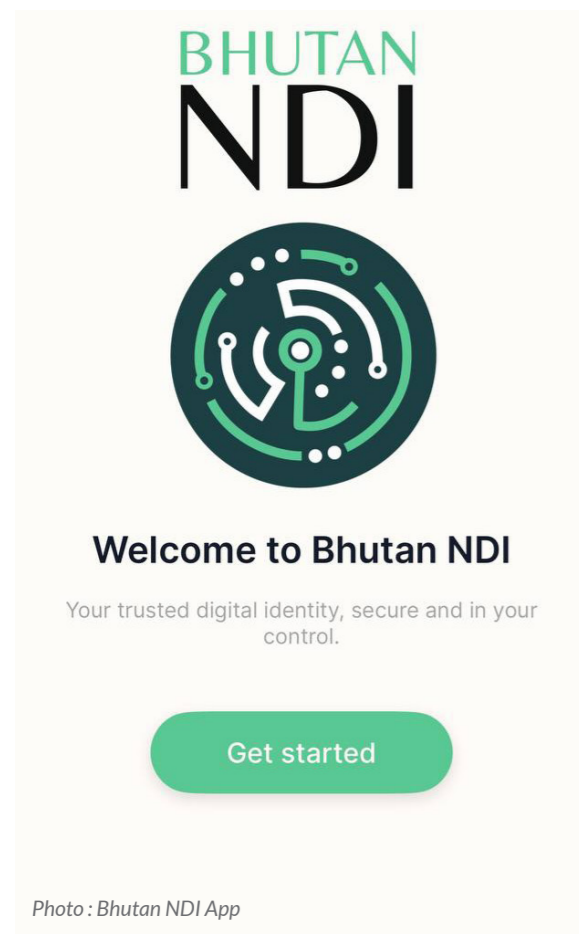 BHUTAN
NDI
Welcome to Bhutan NDI
Your trusted digital identity, secure and in your
control.
Get started
Photo : Bhutan NDI App